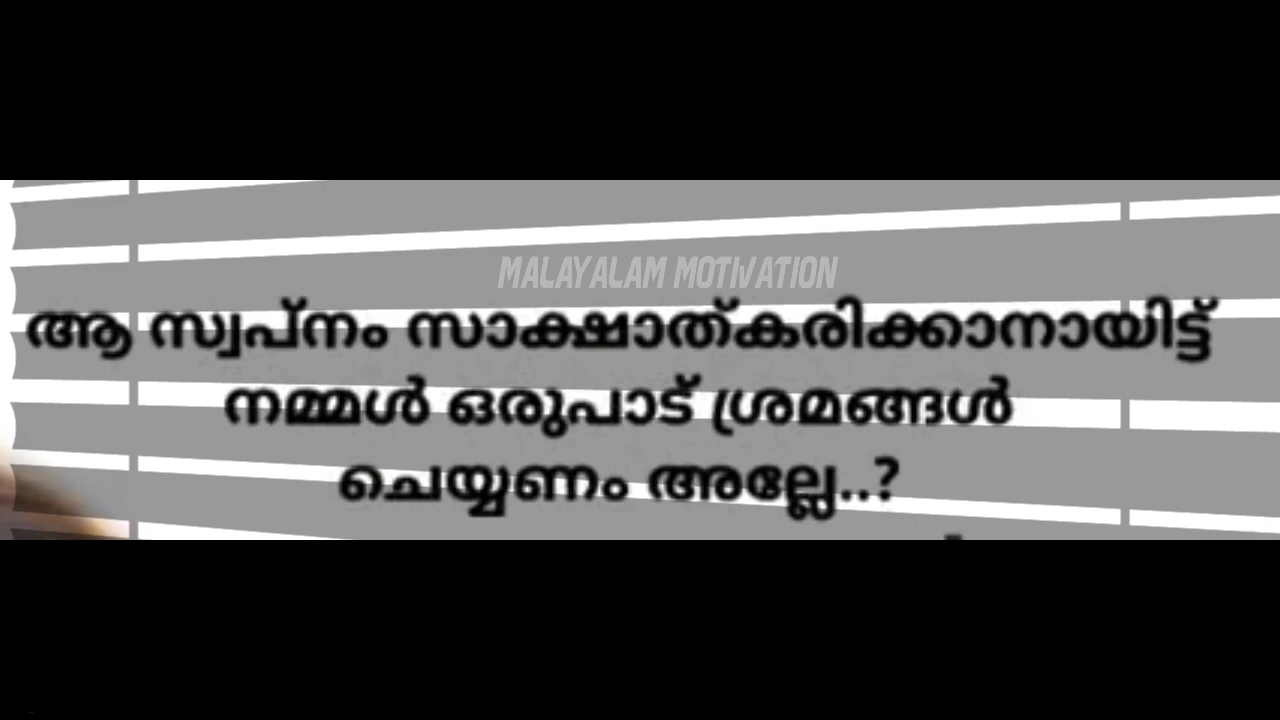 MALAYALAM MOTIVATION
ആ സ്വപ്നം സാക്ഷാത്കരിക്കാനായിട്ട്
നമ്മൾ ഒരുപാട് ശ്രമങ്ങൾ
ചെയ്യണം അല്ലേ..?